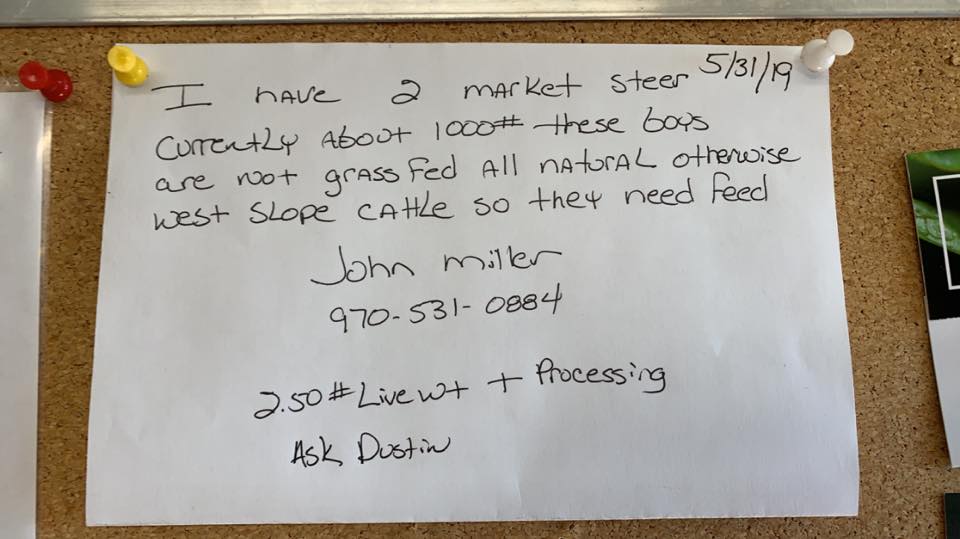 5/31/19
I have 2 market steer
currently About 1000# these boys
are not grass fed All natural otherwise
west slope cattle so they need feed
John miller
970-531-0884
2.50 # Live wt + Processing
Ask Dustin